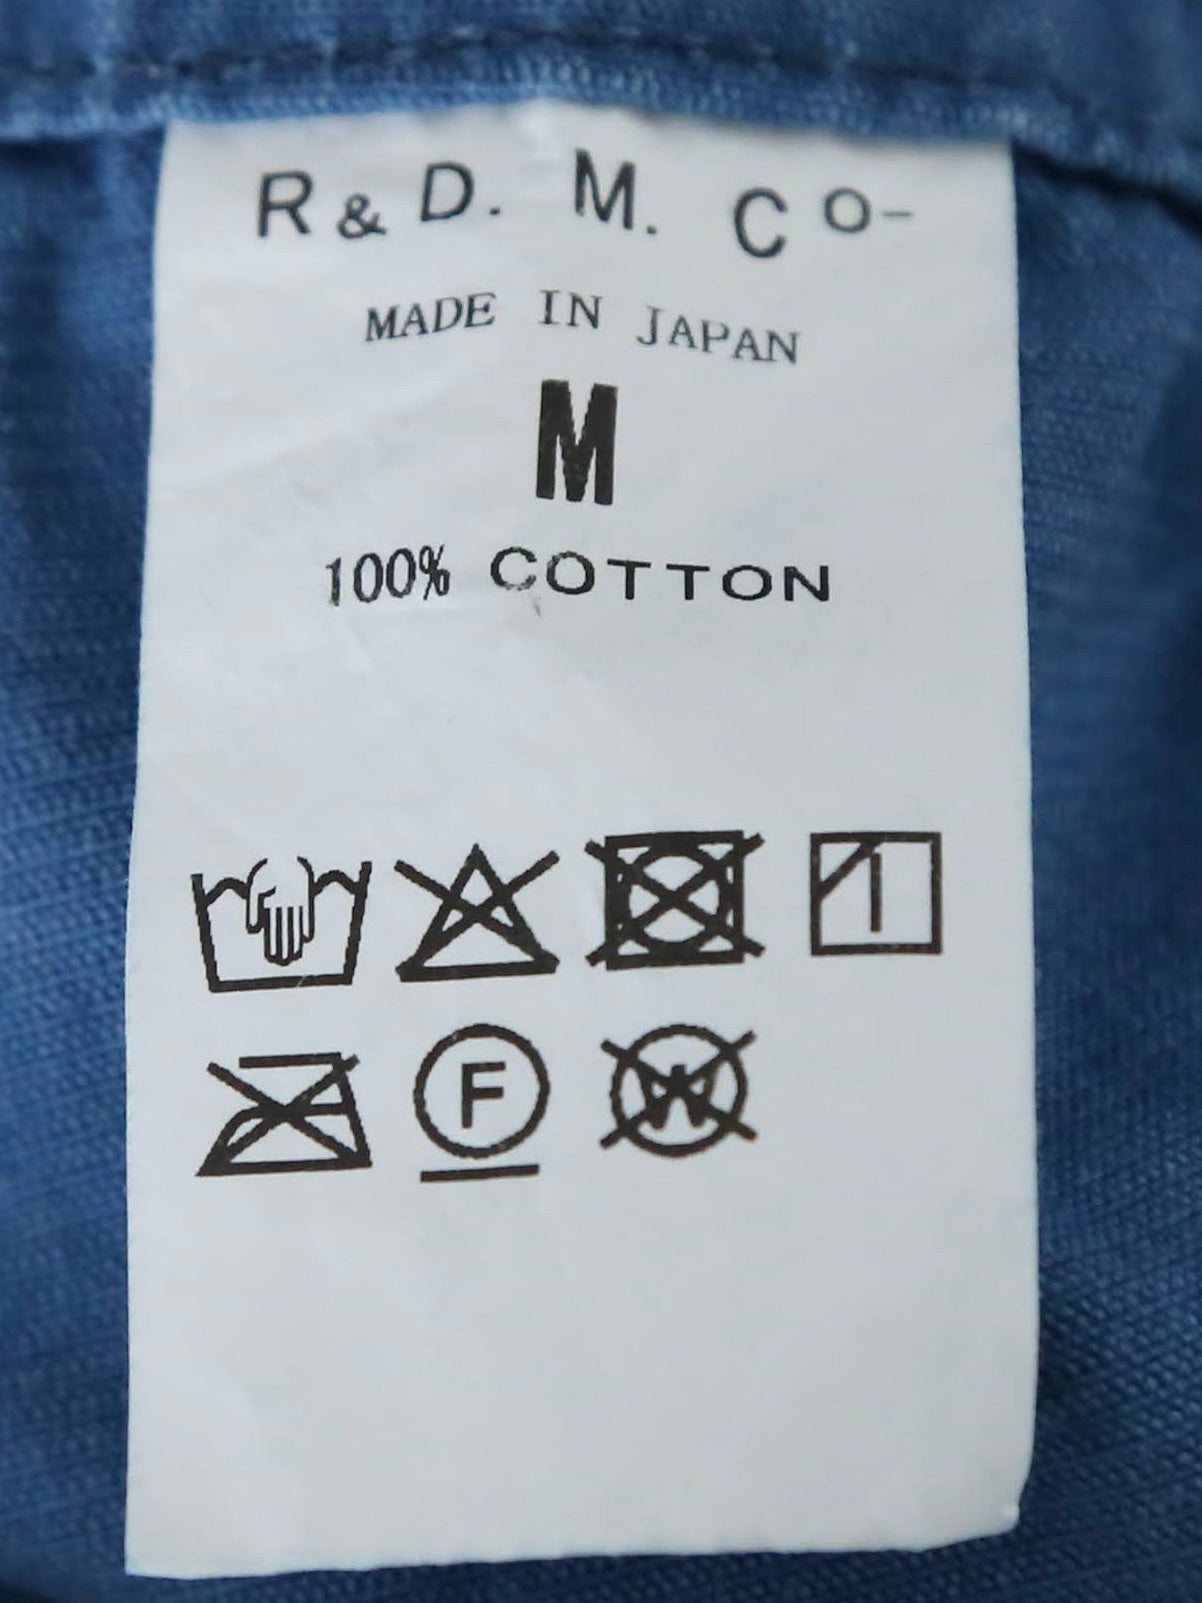 R & D. M. Co-
MADE IN JAPAN
M
100% COTTON
F W